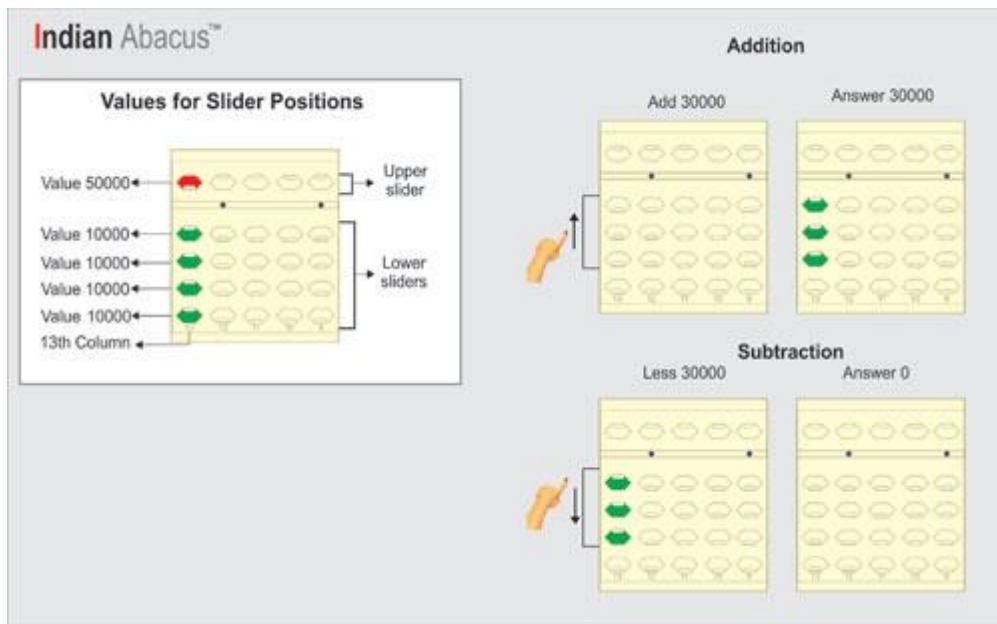 Indian Abacus™
Values for Slider Positions
Value 50000
Upper
slider
Value 10000
Value 10000
Value 10000
Value 10000
Lower
sliders
13th Column
Addition
Add 30000
Answer 30000
Subtraction
Less 30000
Answer 0